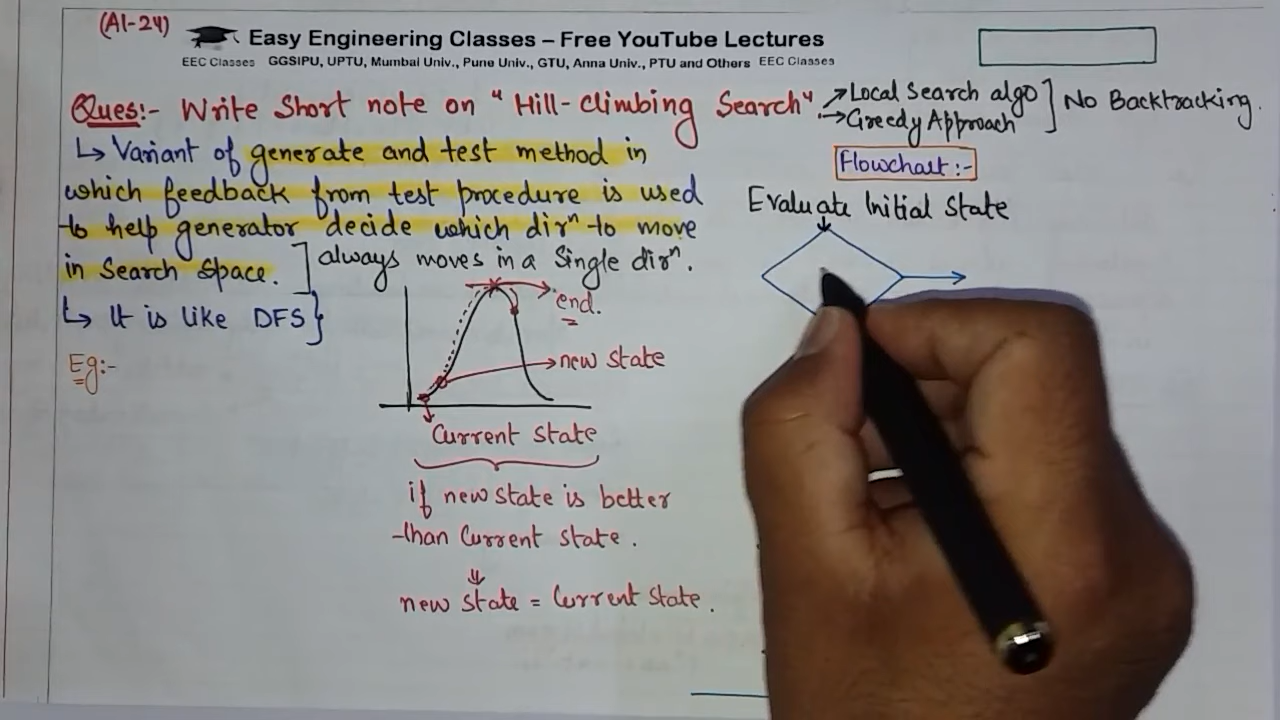 (AI-24)
Easy Engineering Classes – Free YouTube Lectures
EEC Classes GGSIPU, UPTU, Mumbai Univ., Pune Univ., GTU, Anna Univ., PTU and Others EEC Classes
Ques:- Write Short note on "Hill-Climbing Search"
→Local Search algo
→Greedy Approach
] No Backtracking.
↳ Variant of generate and test method in
which feedback from test procedure is used
to help generator decide which dirⁿ to move
in Search Space. ] always moves in a Single dirⁿ.
↳ It is like DFS}
Eg:-
end.
→new state
Current state
if new state is better
than Current state.
⇓
new state = Current state.
Flowchart:-
Evaluate Initial State